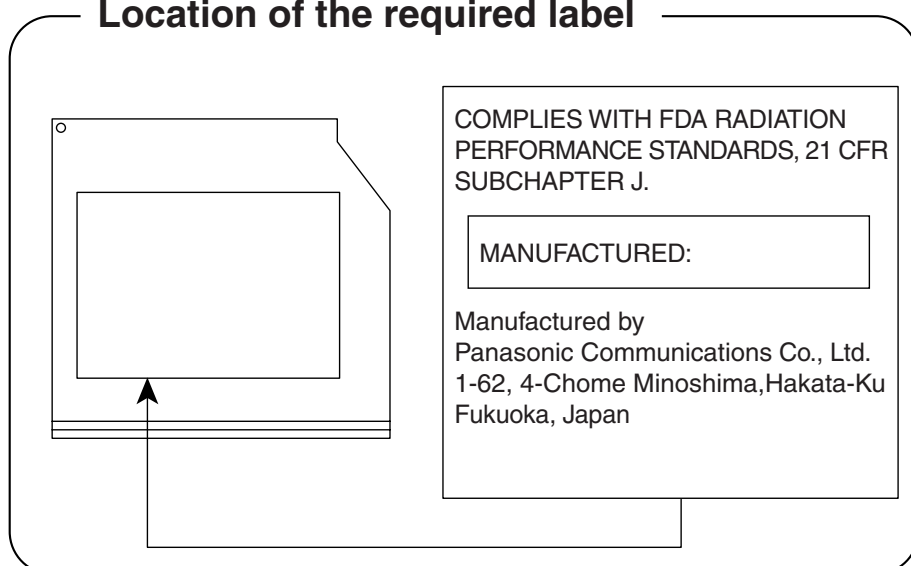 Location of the required label
COMPLIES WITH FDA RADIATION
PERFORMANCE STANDARDS, 21 CFR
SUBCHAPTER J.
MANUFACTURED:
Manufactured by
Panasonic Communications Co., Ltd.
1-62, 4-Chome Minoshima,Hakata-Ku
Fukuoka, Japan